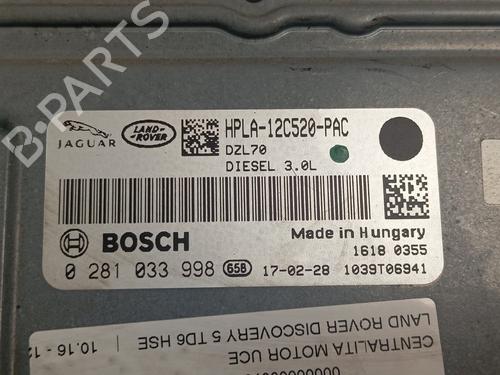 B-PARTS
JAGUAR
LAND-ROVER
HPLA-12C520-PAC
DZL70
DIESEL 3.0L
Made in Hungary
1618 0355
BOSCH
0 281 033 998 658 17-02-28 1039T06941
CENTRALITA MOTOR UCE
LAND ROVER DISCOVERY 5 TD6 HSE
10.16 - 12